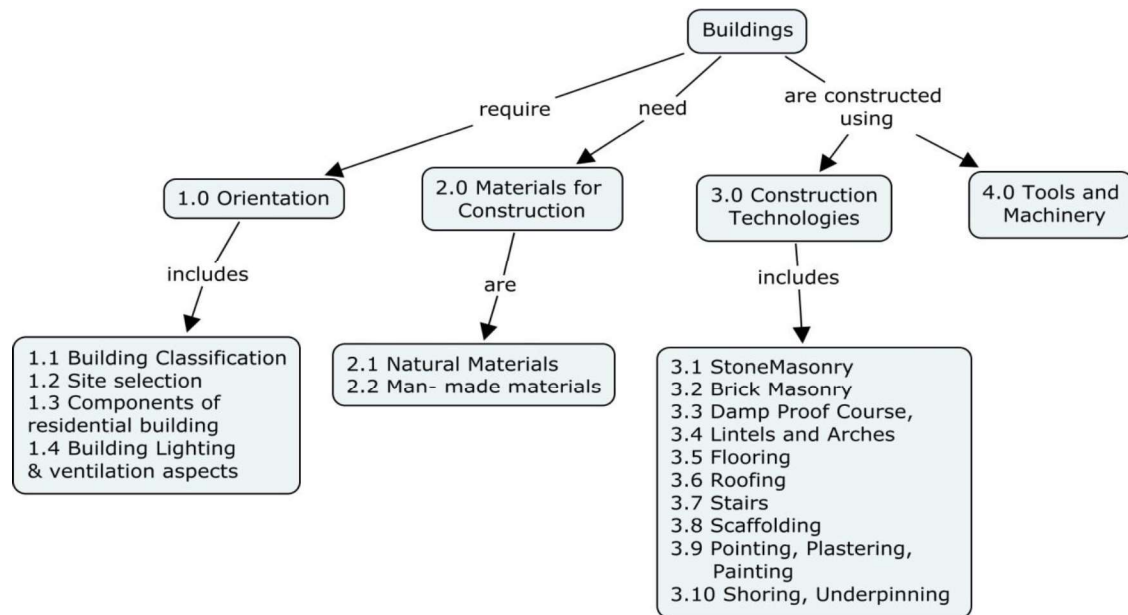 Buildings
require
need
are constructed
using
1.0 Orientation
2.0 Materials for
Construction
3.0 Construction
Technologies
4.0 Tools and
Machinery
includes
are
includes
1.1 Building Classification
1.2 Site selection
1.3 Components of
residential building
1.4 Building Lighting
& ventilation aspects
2.1 Natural Materials
2.2 Man- made materials
3.1 StoneMasonry
3.2 Brick Masonry
3.3 Damp Proof Course,
3.4 Lintels and Arches
3.5 Flooring
3.6 Roofing
3.7 Stairs
3.8 Scaffolding
3.9 Pointing, Plastering,
Painting
3.10 Shoring, Underpinning